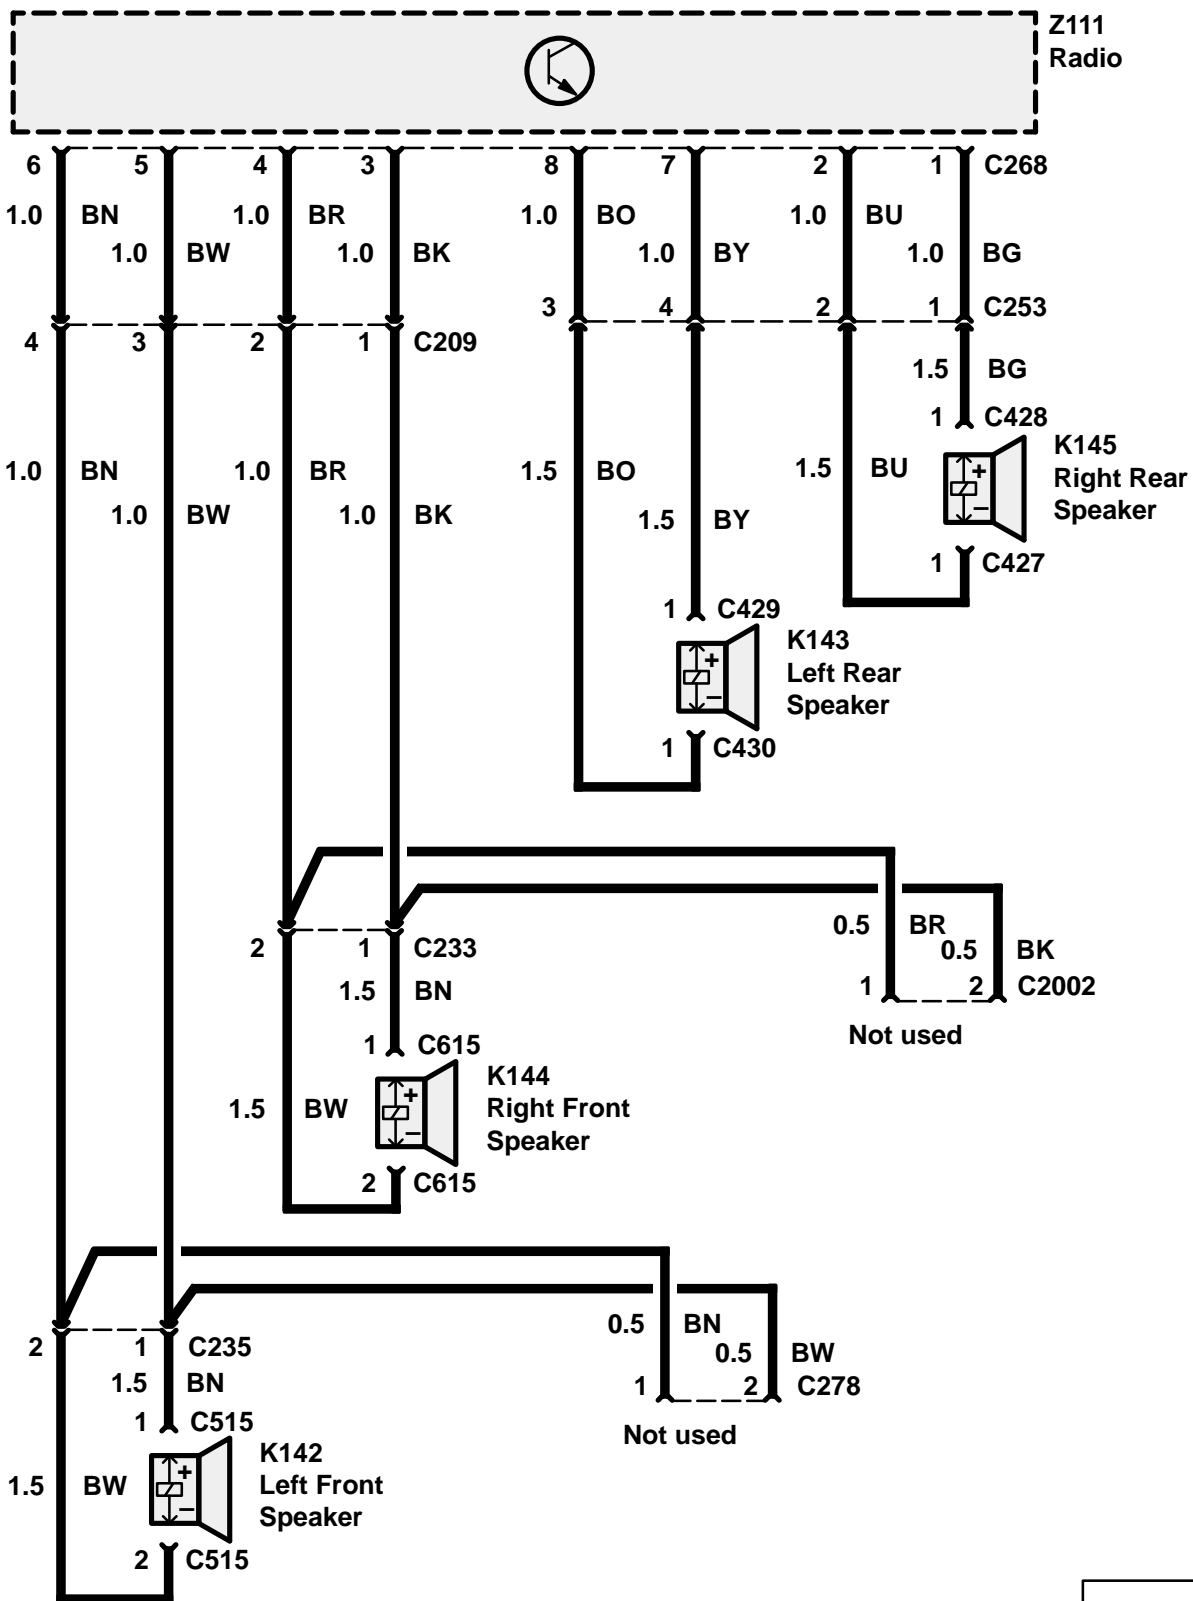 Z111
Radio
6 5 4 3 8 7 2 1 C268
1.0 BN 1.0 BR 1.0 BO 1.0 BU
1.0 BW 1.0 BK 1.0 BY 1.0 BG
3 4 2 1 C253
4 3 2 1 C209
1.5 BG
1 C428
K145
Right Rear
Speaker
1.0 BN 1.0 BR 1.5 BO 1.5 BU
1.0 BW 1.0 BK 1.5 BY
1 C427
1 C429
K143
Left Rear
Speaker
1 C430
2 1 C233
0.5 BR
0.5 BK
1 2 C2002
Not used
1.5 BN
1 C615
K144
Right Front
Speaker
1.5 BW
2 C615
2 1 C235
0.5 BN
0.5 BW
1 2 C278
Not used
1.5 BN
1 C515
K142
Left Front
Speaker
1.5 BW
2 C515
+
−
+
−
+
−
+
−